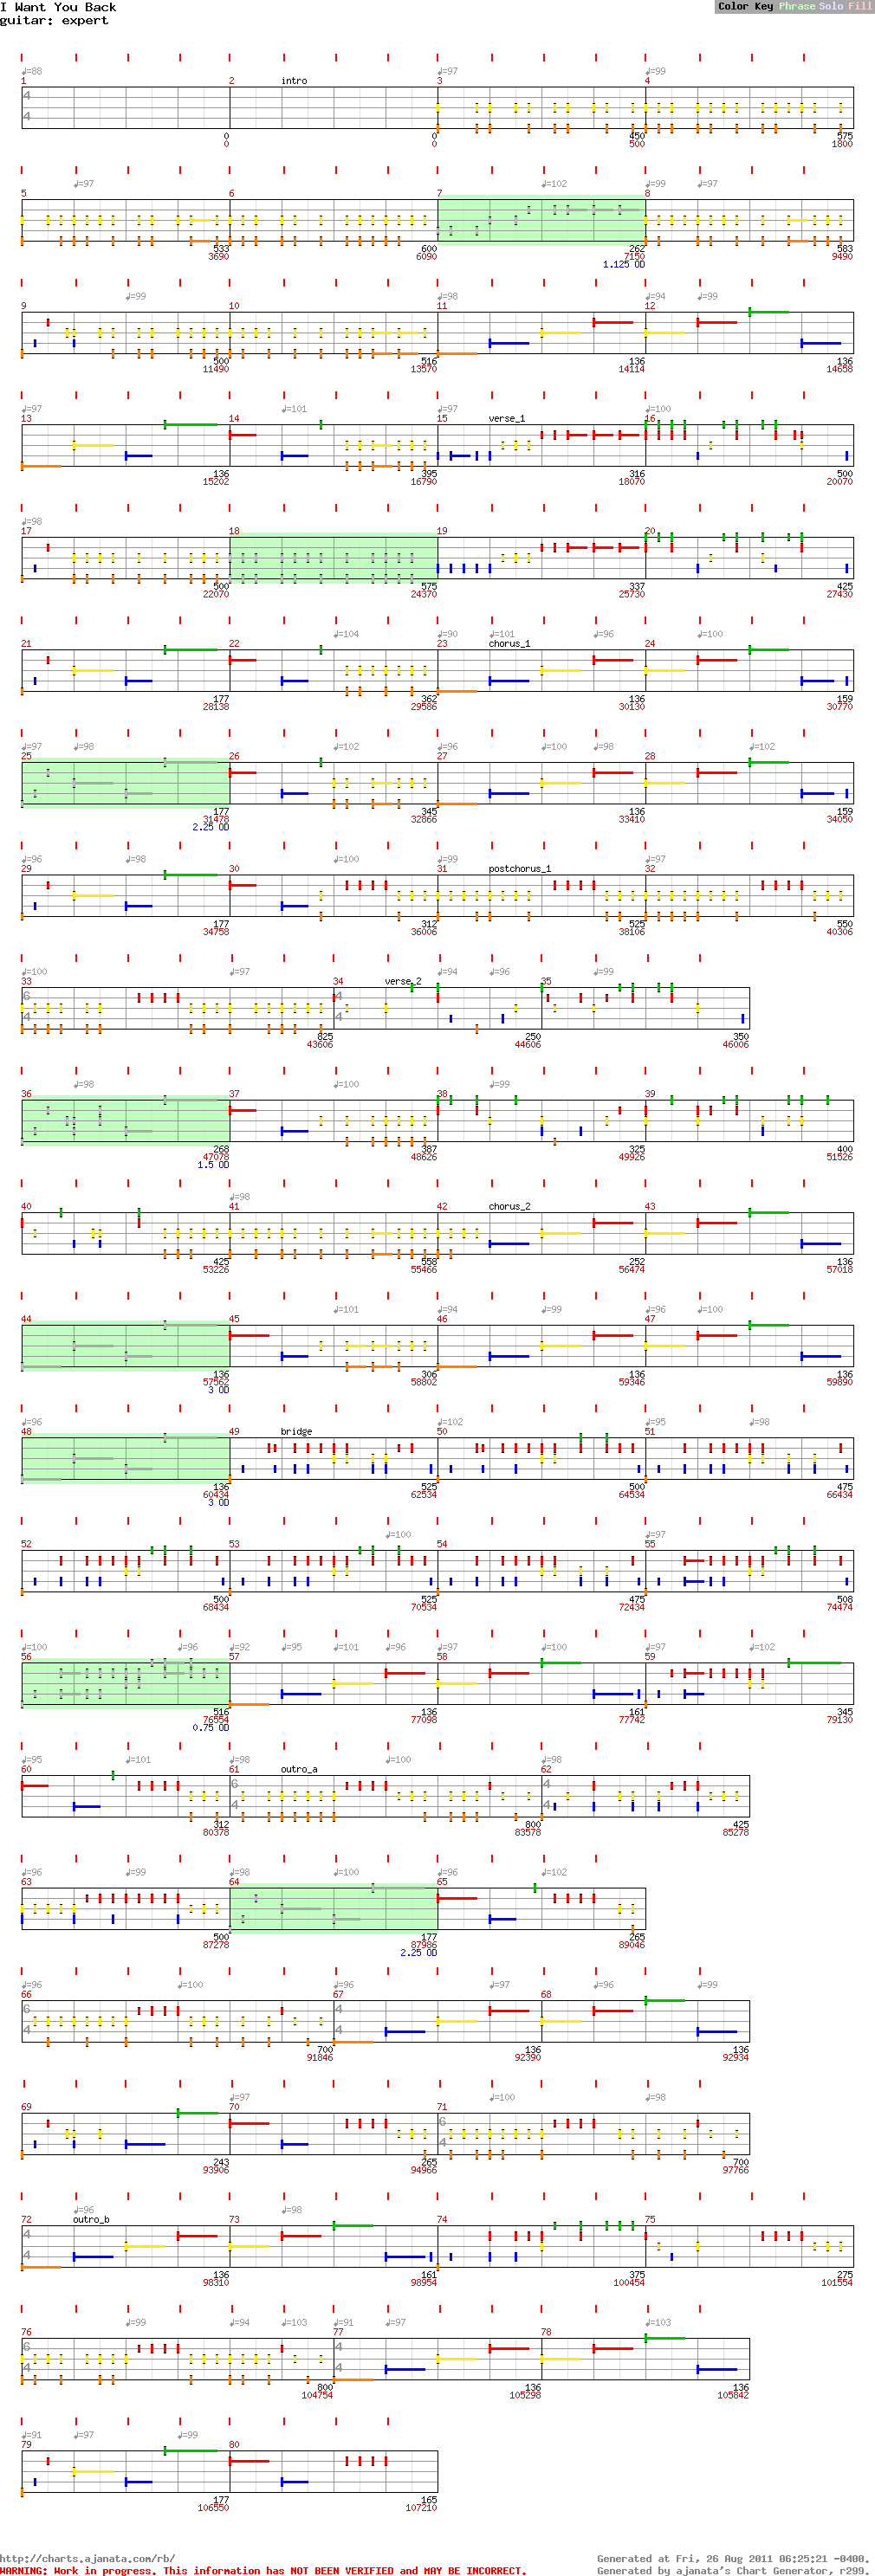 I Want You Back
guitar: expert
Color Key Phrase Solo Fill
♩=88 ♩=97 ♩=99
1 2 intro 3 4
4
4
0 0 450 575
0 0 500 1800
♩=97 ♩=102 ♩=99 ♩=97
5 6 7 8
533 600 262 583
3690 6090 7150 9490
1.125 OD
♩=99 ♩=98 ♩=94 ♩=99
9 10 11 12
500 516 136 136
11490 13570 14114 14658
♩=97 ♩=101 ♩=97 ♩=100
13 14 15 verse_1 16
136 395 316 500
15202 16790 18070 20070
♩=98
17 18 19 20
500 575 337 425
22070 24370 25730 27430
♩=104 ♩=90 ♩=101 ♩=96 ♩=100
21 22 23 chorus_1 24
177 362 136 159
28138 29586 30130 30770
♩=97 ♩=98 ♩=102 ♩=96 ♩=100 ♩=98 ♩=102
25 26 27 28
177 345 136 159
31478 32866 33410 34050
2.25 OD
♩=96 ♩=98 ♩=100 ♩=99 ♩=97
29 30 31 postchorus_1 32
177 312 525 550
34758 36006 38106 40306
♩=100 ♩=97 ♩=94 ♩=96 ♩=99
33 34 verse_2 35
6 4
4 4
825 250 350
43606 44606 46006
♩=98 ♩=100 ♩=99
36 37 38 39
268 387 325 400
47078 48626 49926 51526
1.5 OD
♩=98
40 41 42 chorus_2 43
425 558 252 136
53226 55466 56474 57018
♩=101 ♩=94 ♩=99 ♩=96 ♩=100
44 45 46 47
136 306 136 136
57562 58802 59346 59890
3 OD
♩=96 ♩=102 ♩=95 ♩=98
48 49 bridge 50 51
136 525 500 475
60434 62534 64534 66434
3 OD
♩=100 ♩=97
52 53 54 55
500 525 475 508
68434 70534 72434 74474
♩=100 ♩=96 ♩=92 ♩=95 ♩=101 ♩=96 ♩=97 ♩=100 ♩=102
56 57 58 59
516 136 161 345
76554 77098 77742 79130
0.75 OD
♩=95 ♩=101 ♩=98 ♩=100 ♩=98
60 61 outro_a 62
6 4
4 4
312 800 425
80378 83578 85278
♩=96 ♩=99 ♩=98 ♩=100 ♩=96 ♩=102
63 64 65
500 177 265
87278 87986 89046
2.25 OD
♩=96 ♩=100 ♩=96 ♩=97 ♩=96 ♩=99
66 67 68
6 4
4 4
700 136 136
91846 92390 92934
♩=97 ♩=100 ♩=98
69 70 71
6
4
243 265 700
93906 94966 97766
♩=96 ♩=98
72 outro_b 73 74 75
4
4
136 161 375 275
98310 98954 100454 101554
♩=99 ♩=94 ♩=103 ♩=91 ♩=97 ♩=103
76 77 78
6 4
4 4
800 136 136
104754 105298 105842
♩=91 ♩=97 ♩=99
79 80
177 165
106550 107210
http://charts.ajanata.com/rb/ Generated at Fri, 26 Aug 2011 06:25:21 -0400.
WARNING: Work in progress. This information has NOT BEEN VERIFIED and MAY BE INCORRECT. Generated by ajanata's Chart Generator, r299.